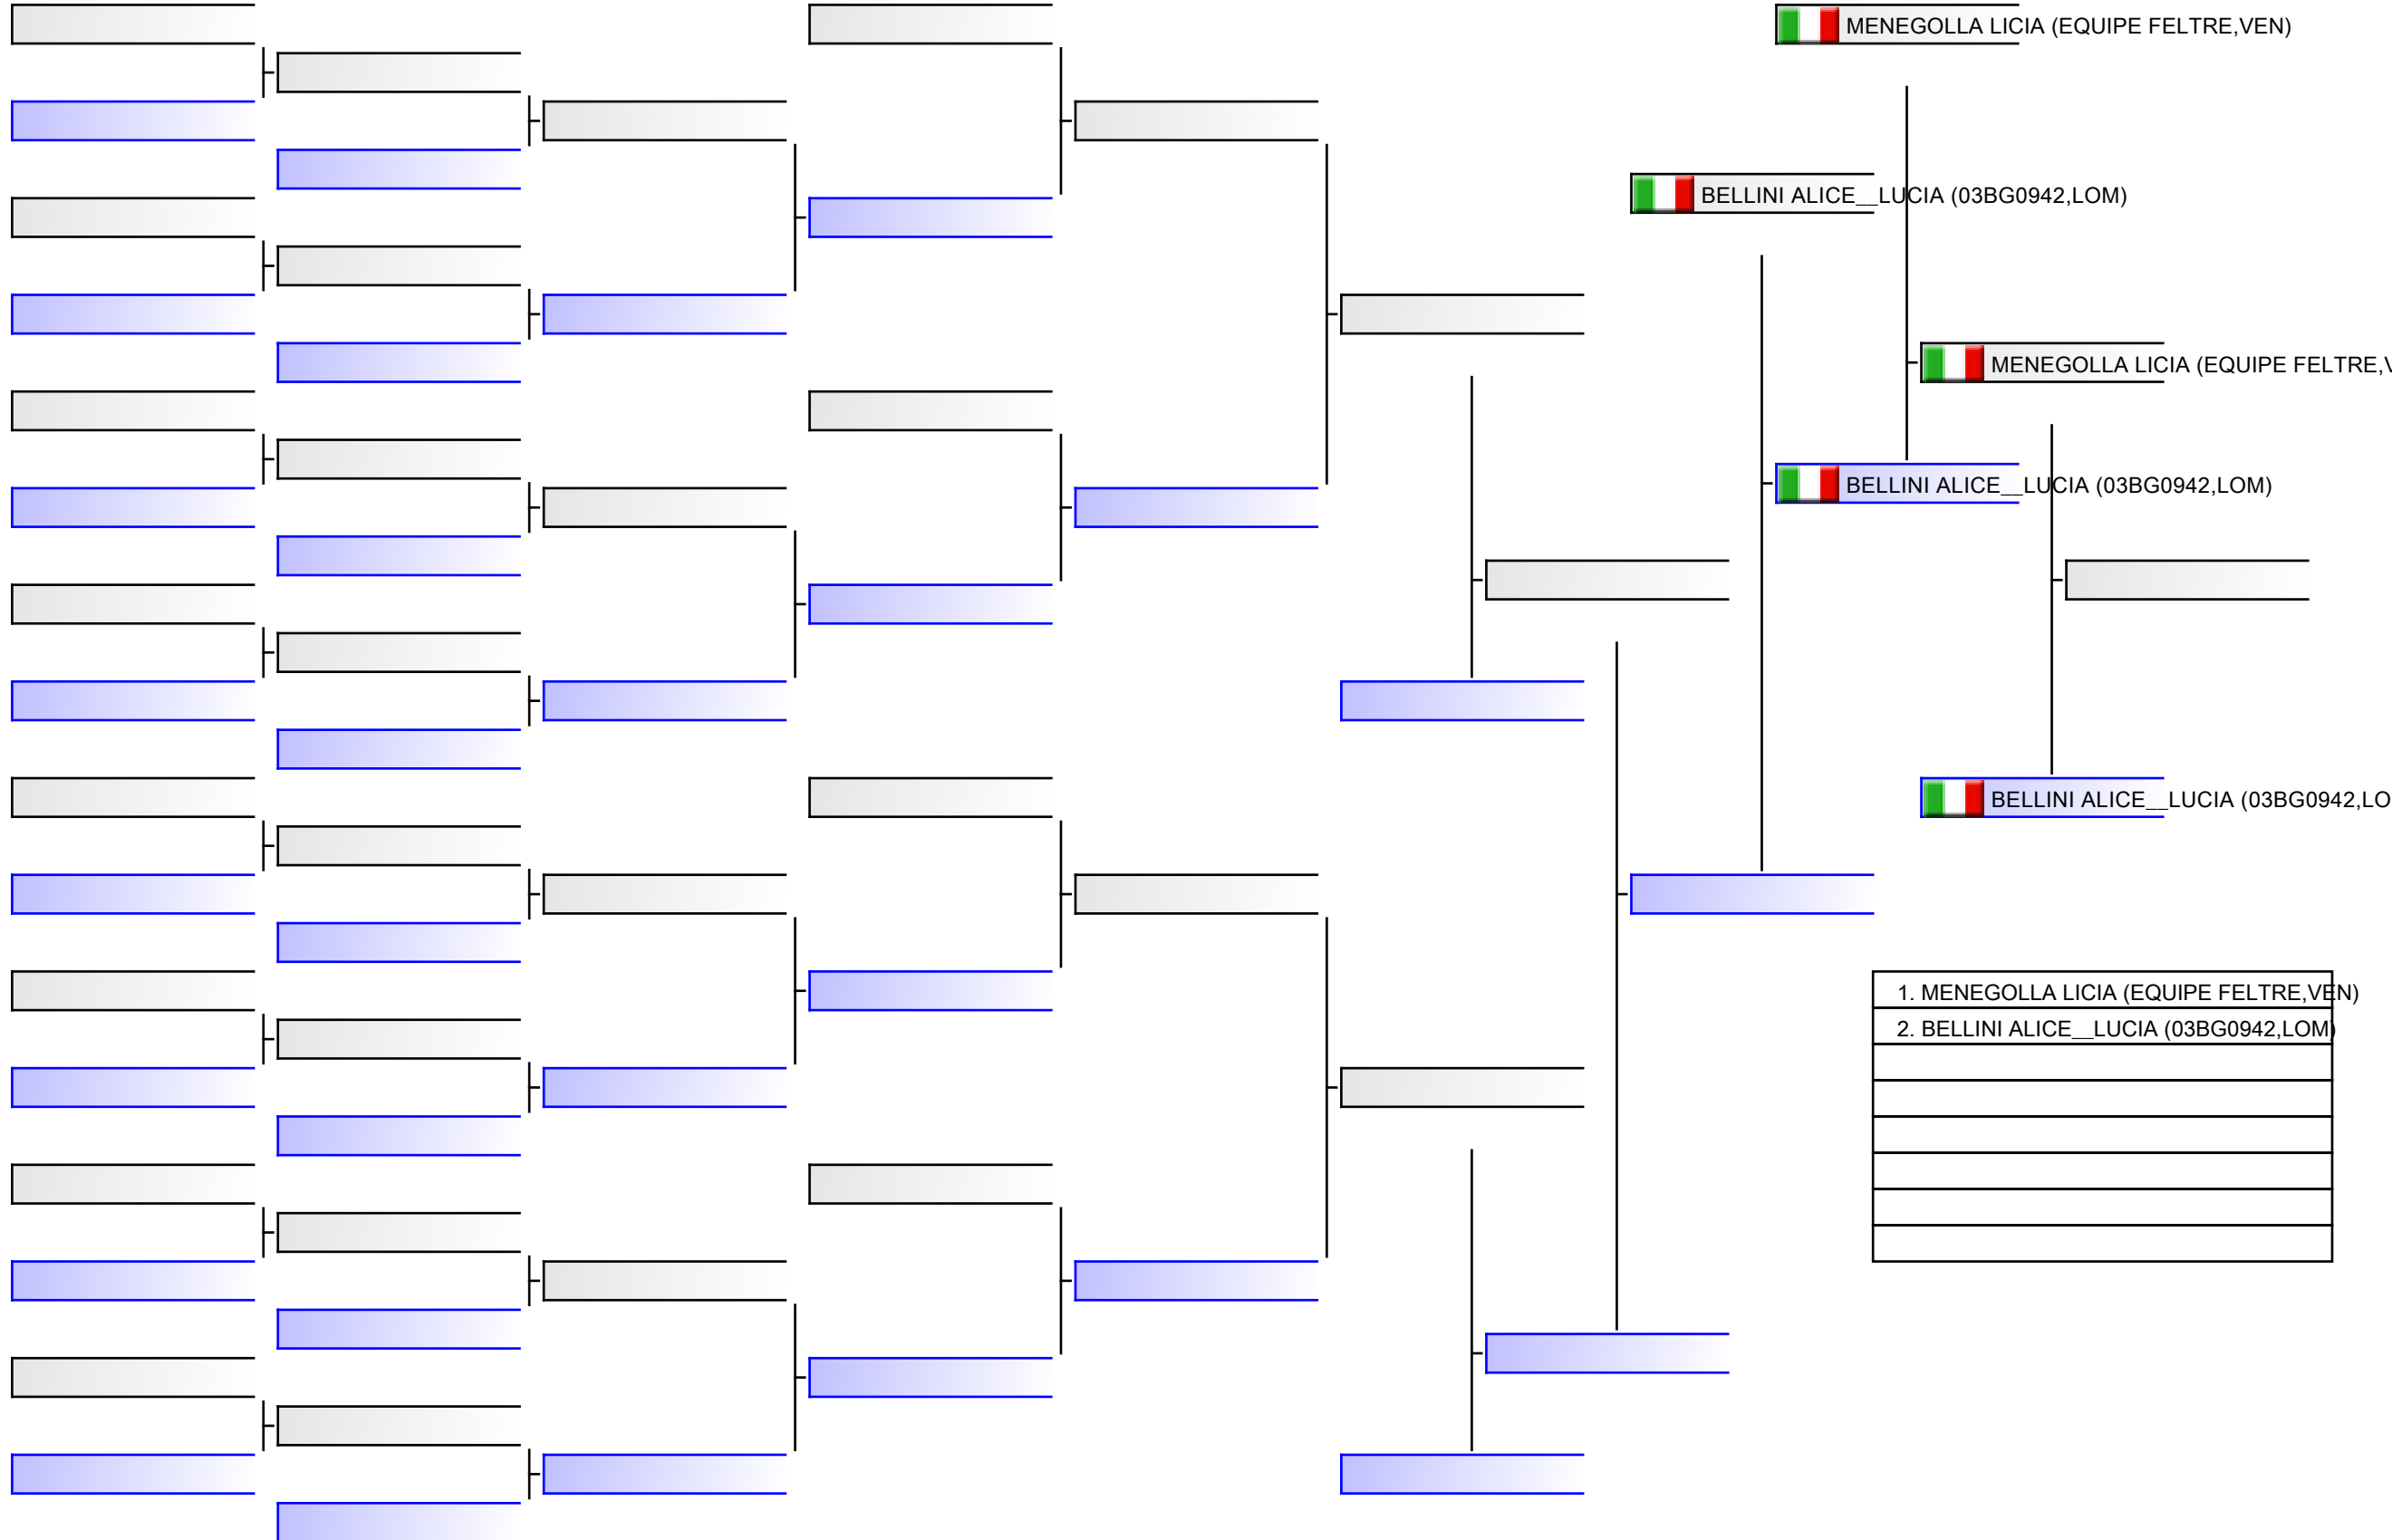 MENEGOLLA LICIA (EQUIPE FELTRE,VEN)
BELLINI ALICE__LUCIA (03BG0942,LOM)
MENEGOLLA LICIA (EQUIPE FELTRE,V
BELLINI ALICE__LUCIA (03BG0942,LOM)
BELLINI ALICE__LUCIA (03BG0942,LO
1. MENEGOLLA LICIA (EQUIPE FELTRE,VEN)
2. BELLINI ALICE__LUCIA (03BG0942,LOM)